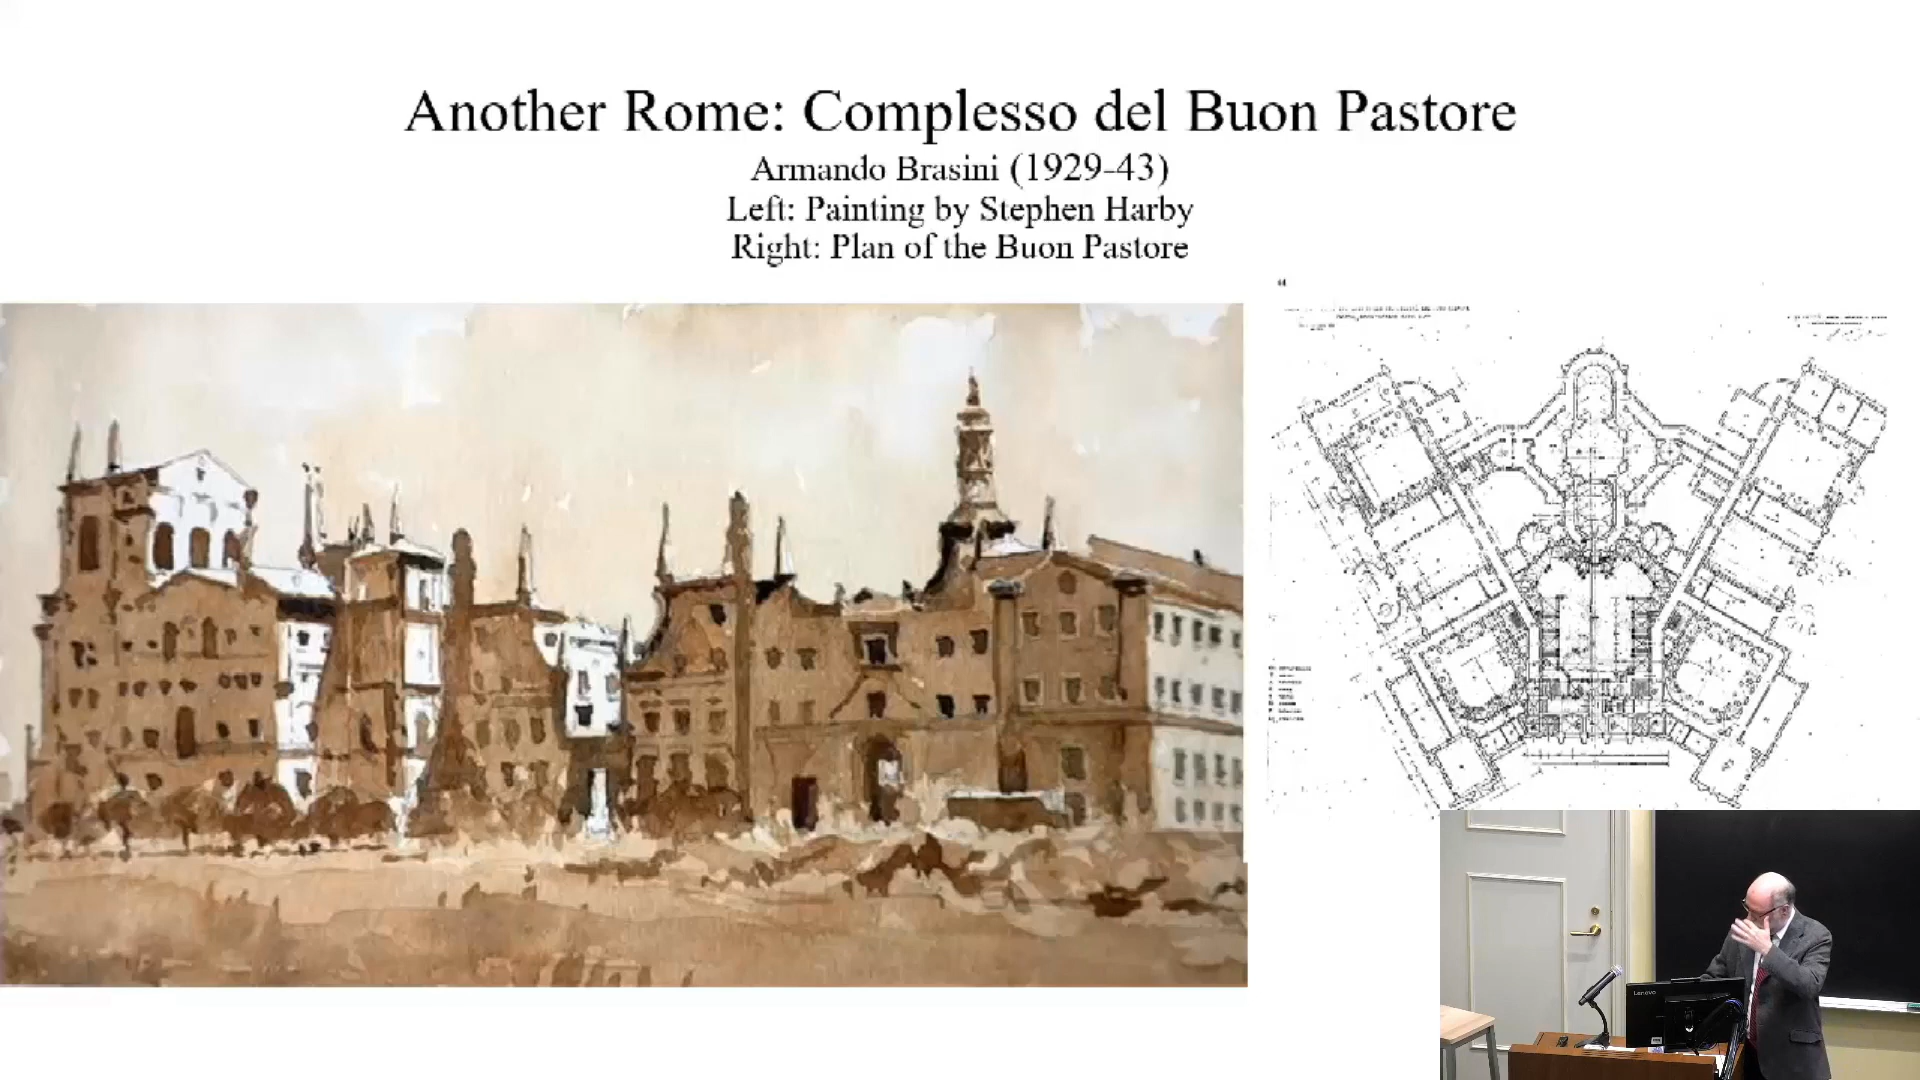 Another Rome: Complesso del Buon Pastore
Armando Brasini (1929-43)
Left: Painting by Stephen Harby
Right: Plan of the Buon Pastore
Lenovo